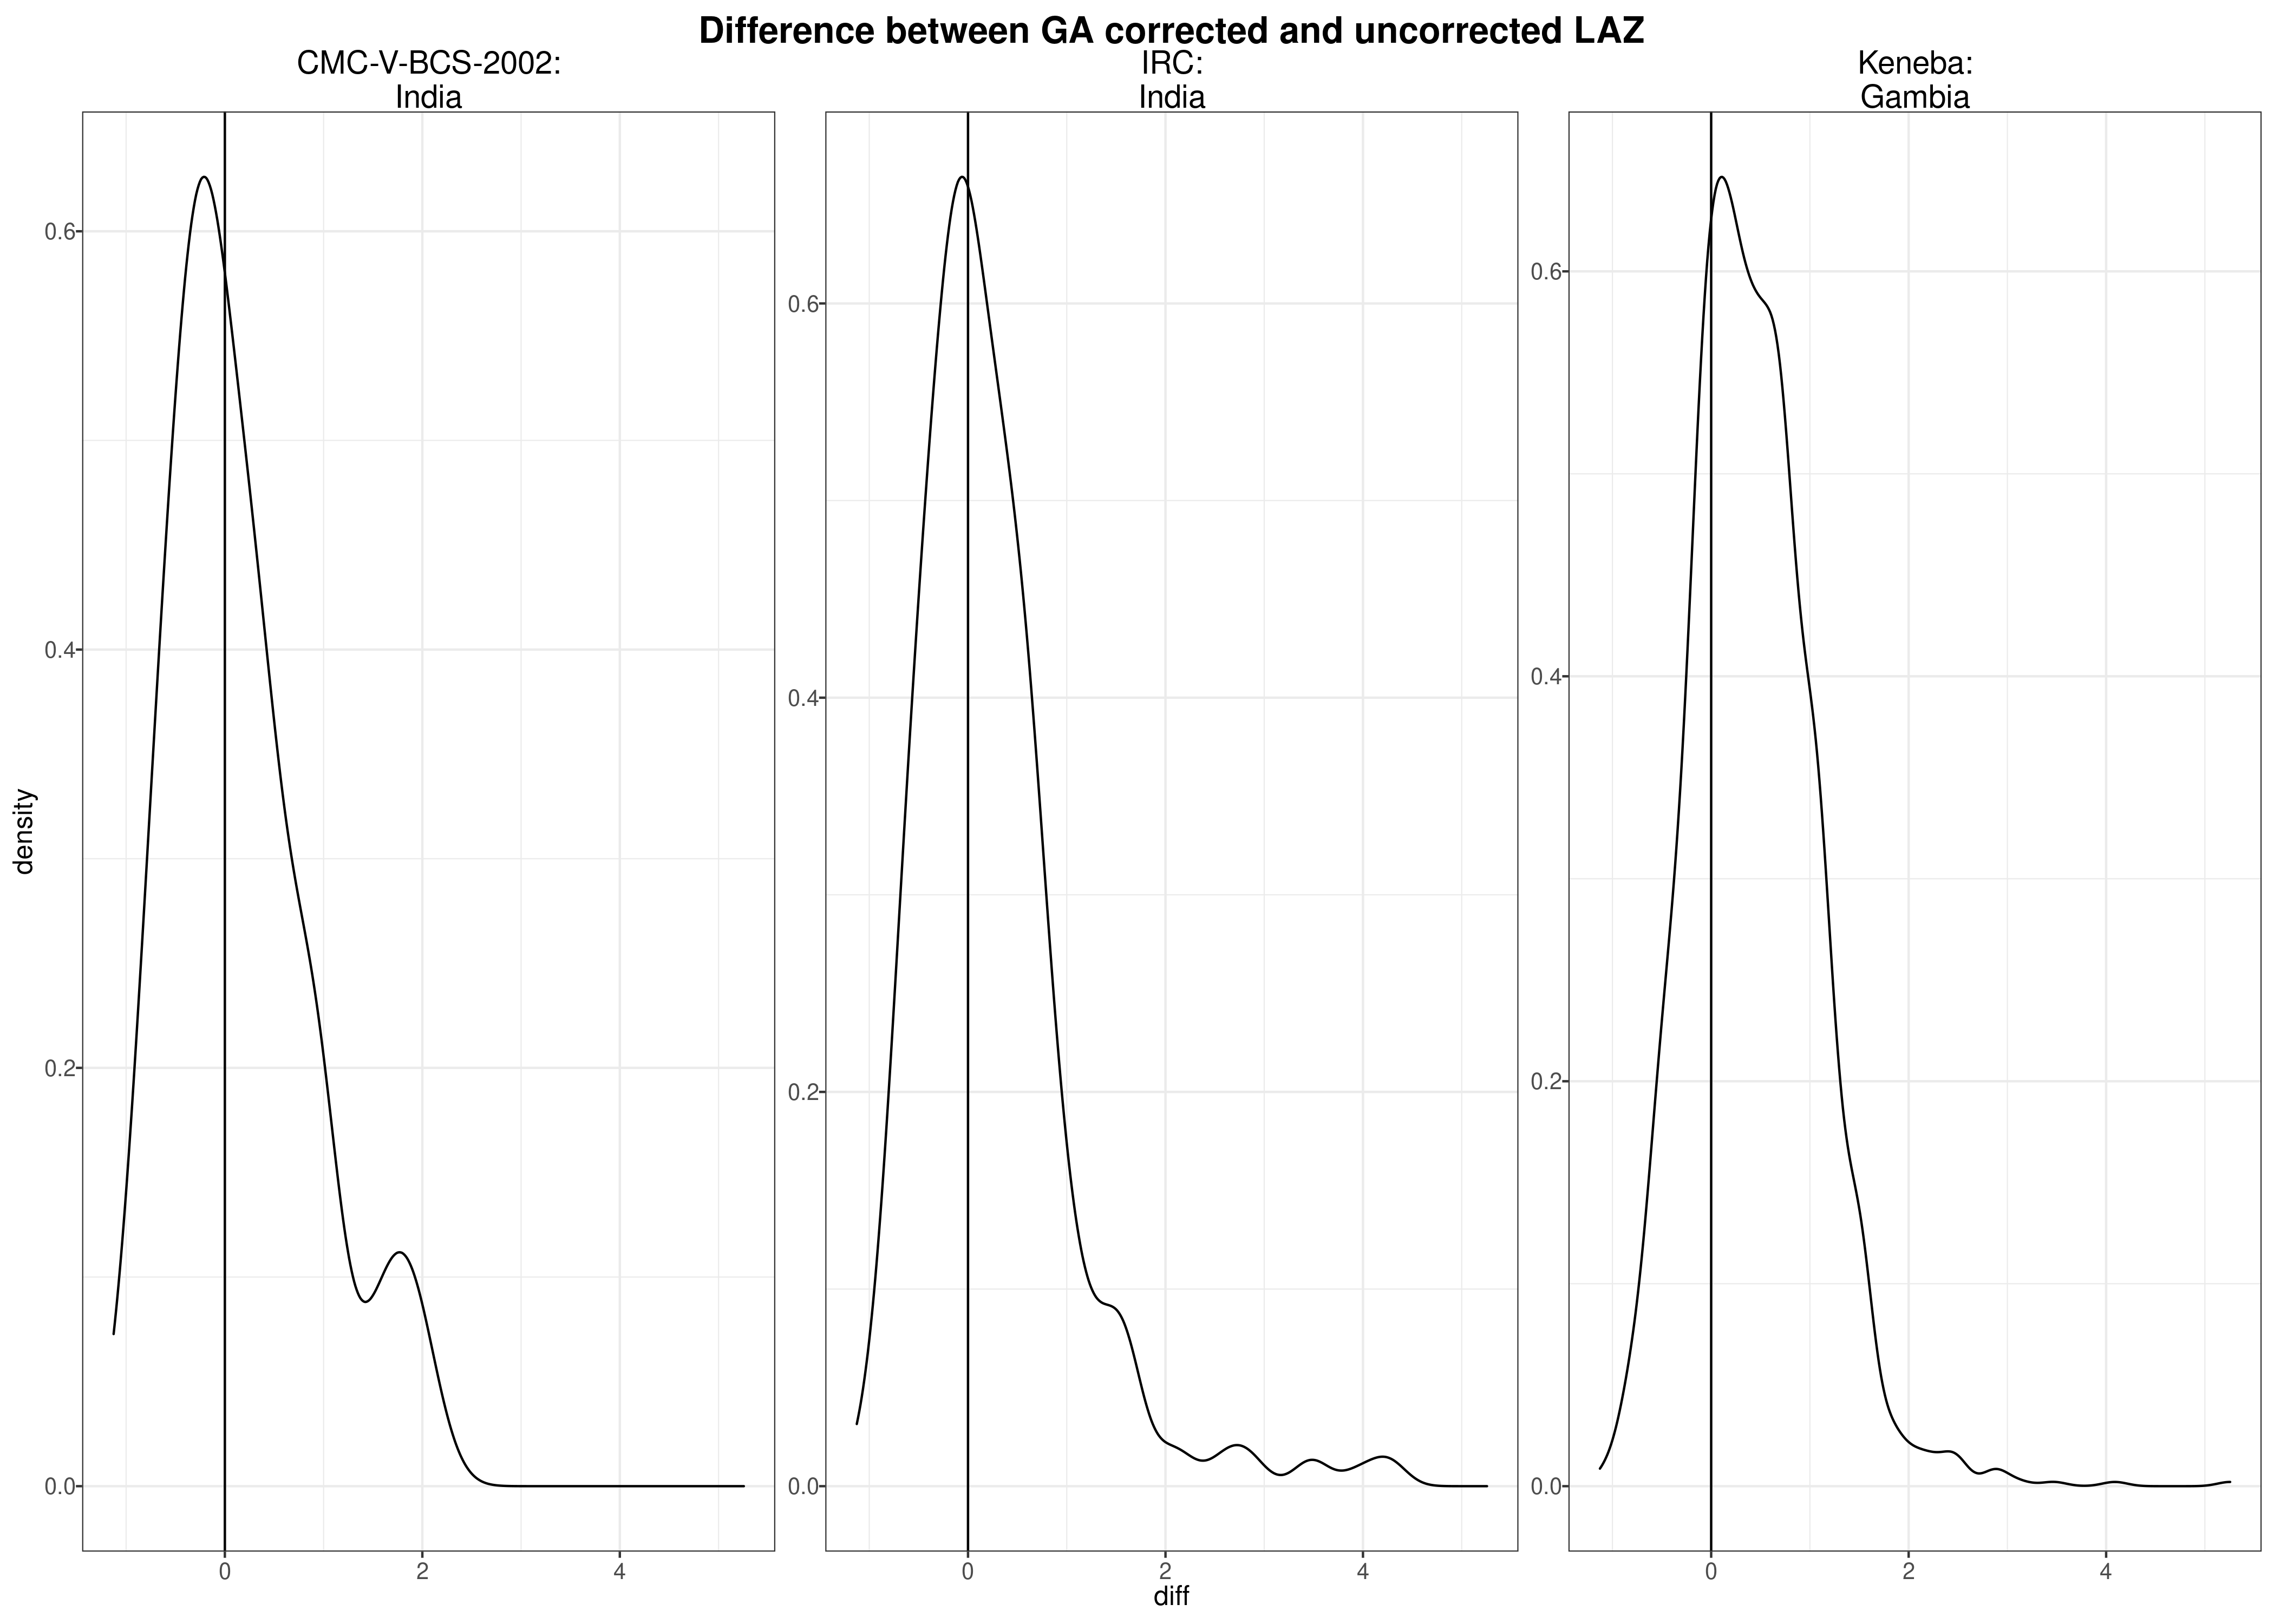 Difference between GA corrected and uncorrected LAZ
CMC-V-BCS-2002:
India
IRC:
India
Keneba:
Gambia
density
0.6
0.4
0.2
0.0
0.6
0.4
0.2
0.0
0.6
0.4
0.2
0.0
0 2 4
0 2 4
0 2 4
diff